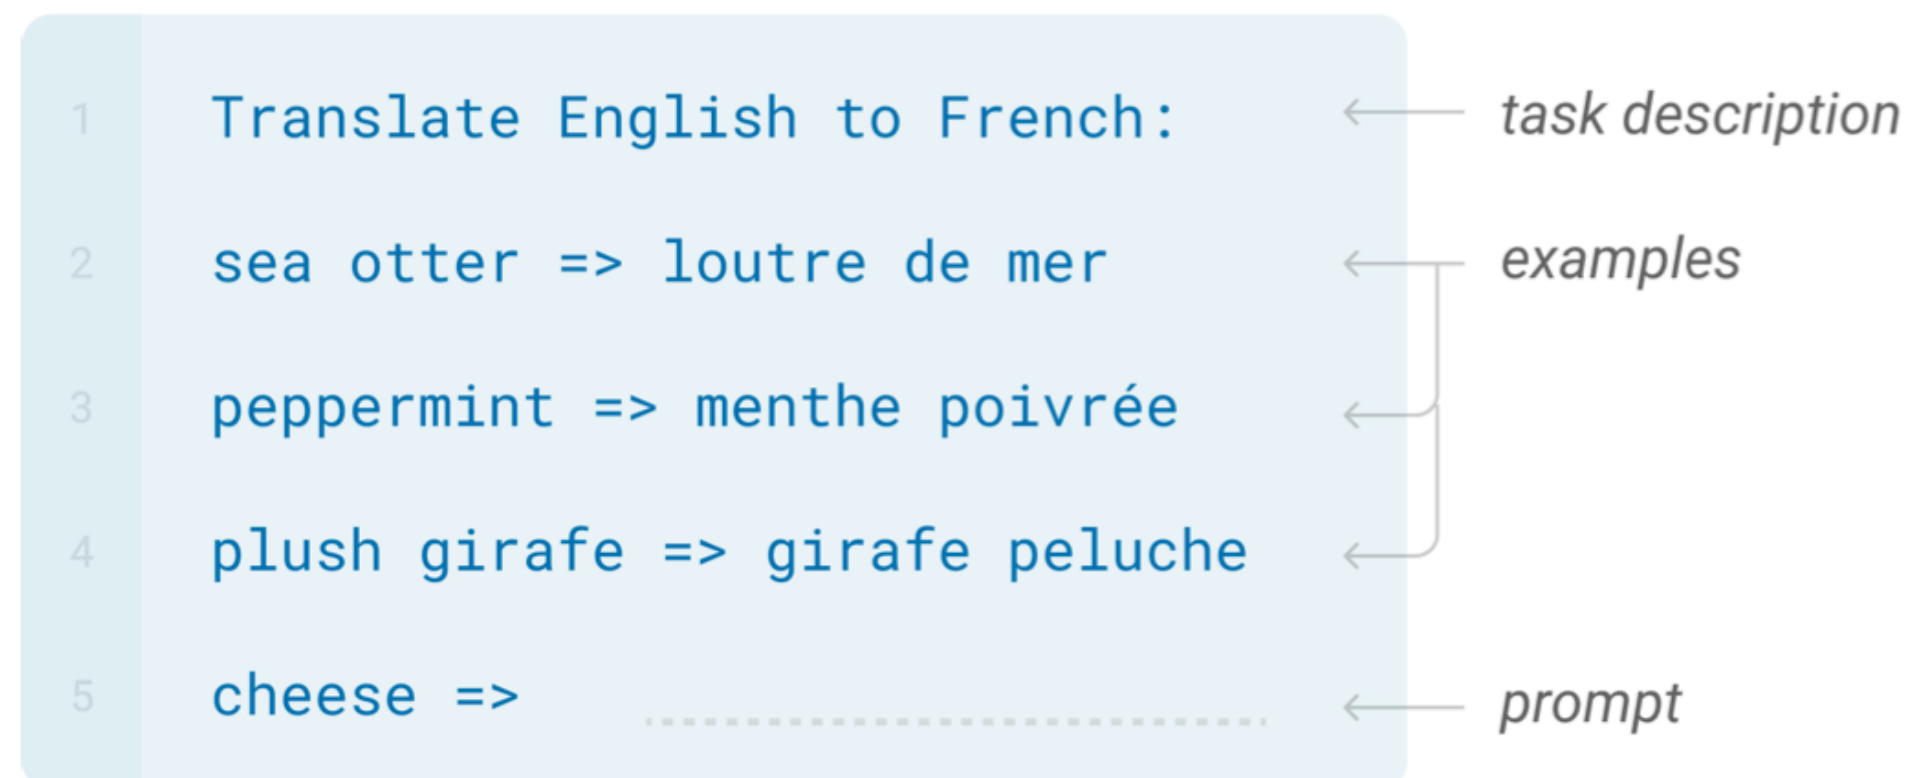 1 Translate English to French: task description
2 sea otter => loutre de mer examples
3 peppermint => menthe poivrée
4 plush girafe => girafe peluche
5 cheese => prompt